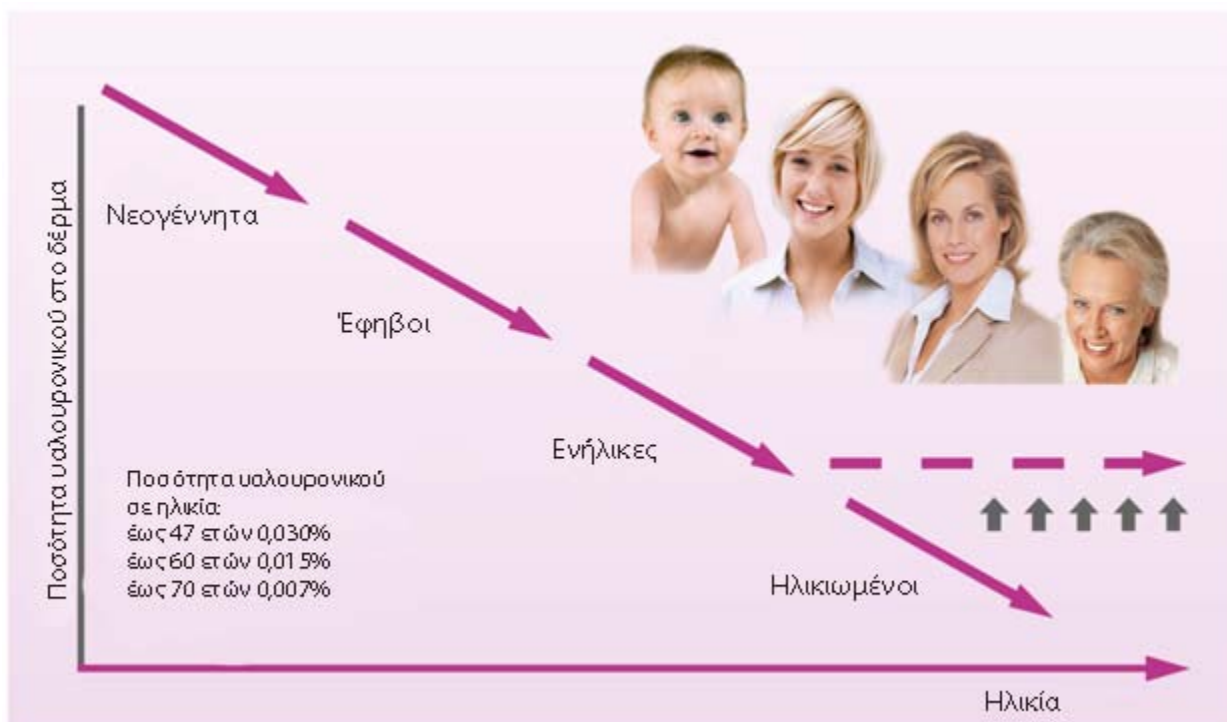 Ποσότητα υαλουρονικού στο δέρμα
Νεογέννητα
Έφηβοι
Ενήλικες
Ποσότητα υαλουρονικού
σε ηλικία:
έως 47 ετών 0,030%
έως 60 ετών 0,015%
έως 70 ετών 0,007%
Ηλικιωμένοι
Ηλικία